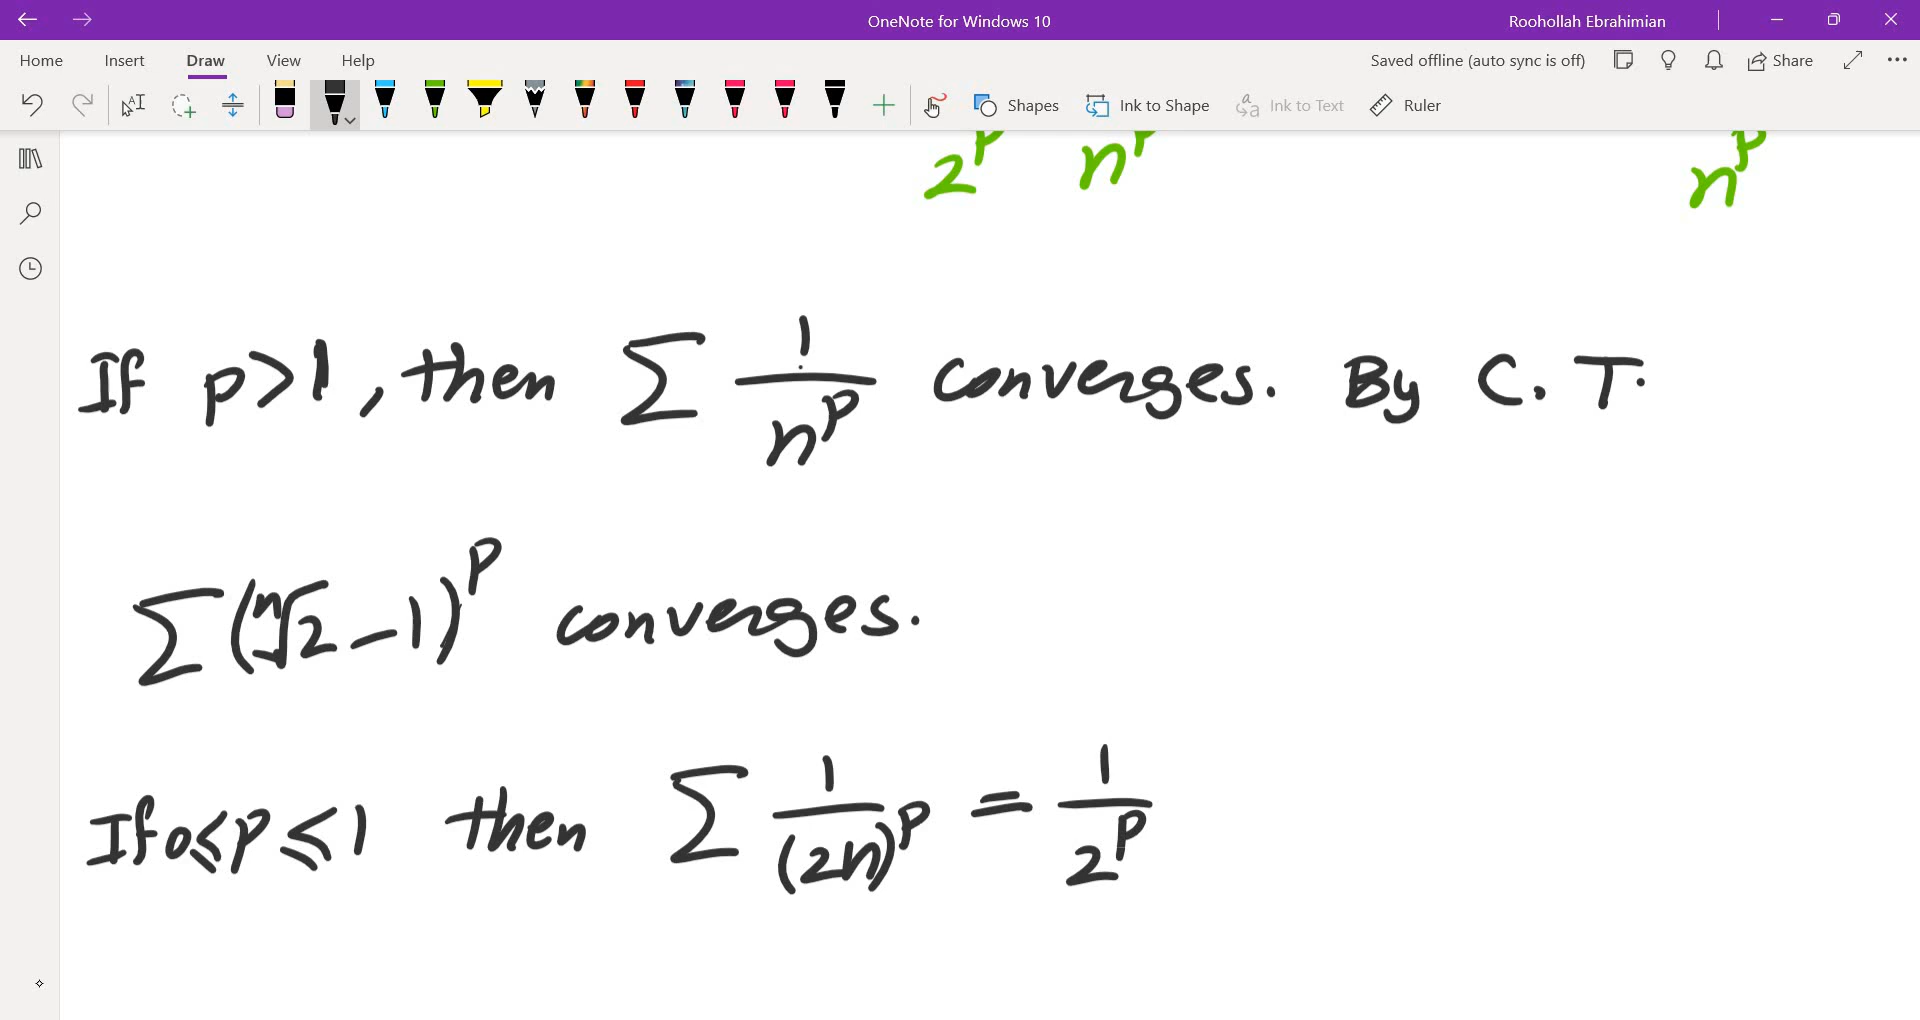 OneNote for Windows 10
Roohollah Ebrahimian
Home Insert Draw View Help
Saved offline (auto sync is off) Share
Shapes Ink to Shape Ink to Text Ruler
2^p n^p n^p
If p>1, then ∑ 1/n^p converges. By C. T.
∑(ⁿ√2 - 1)^p converges.
If 0≤p≤1 then ∑ 1/(2n)^p = 1/2^p